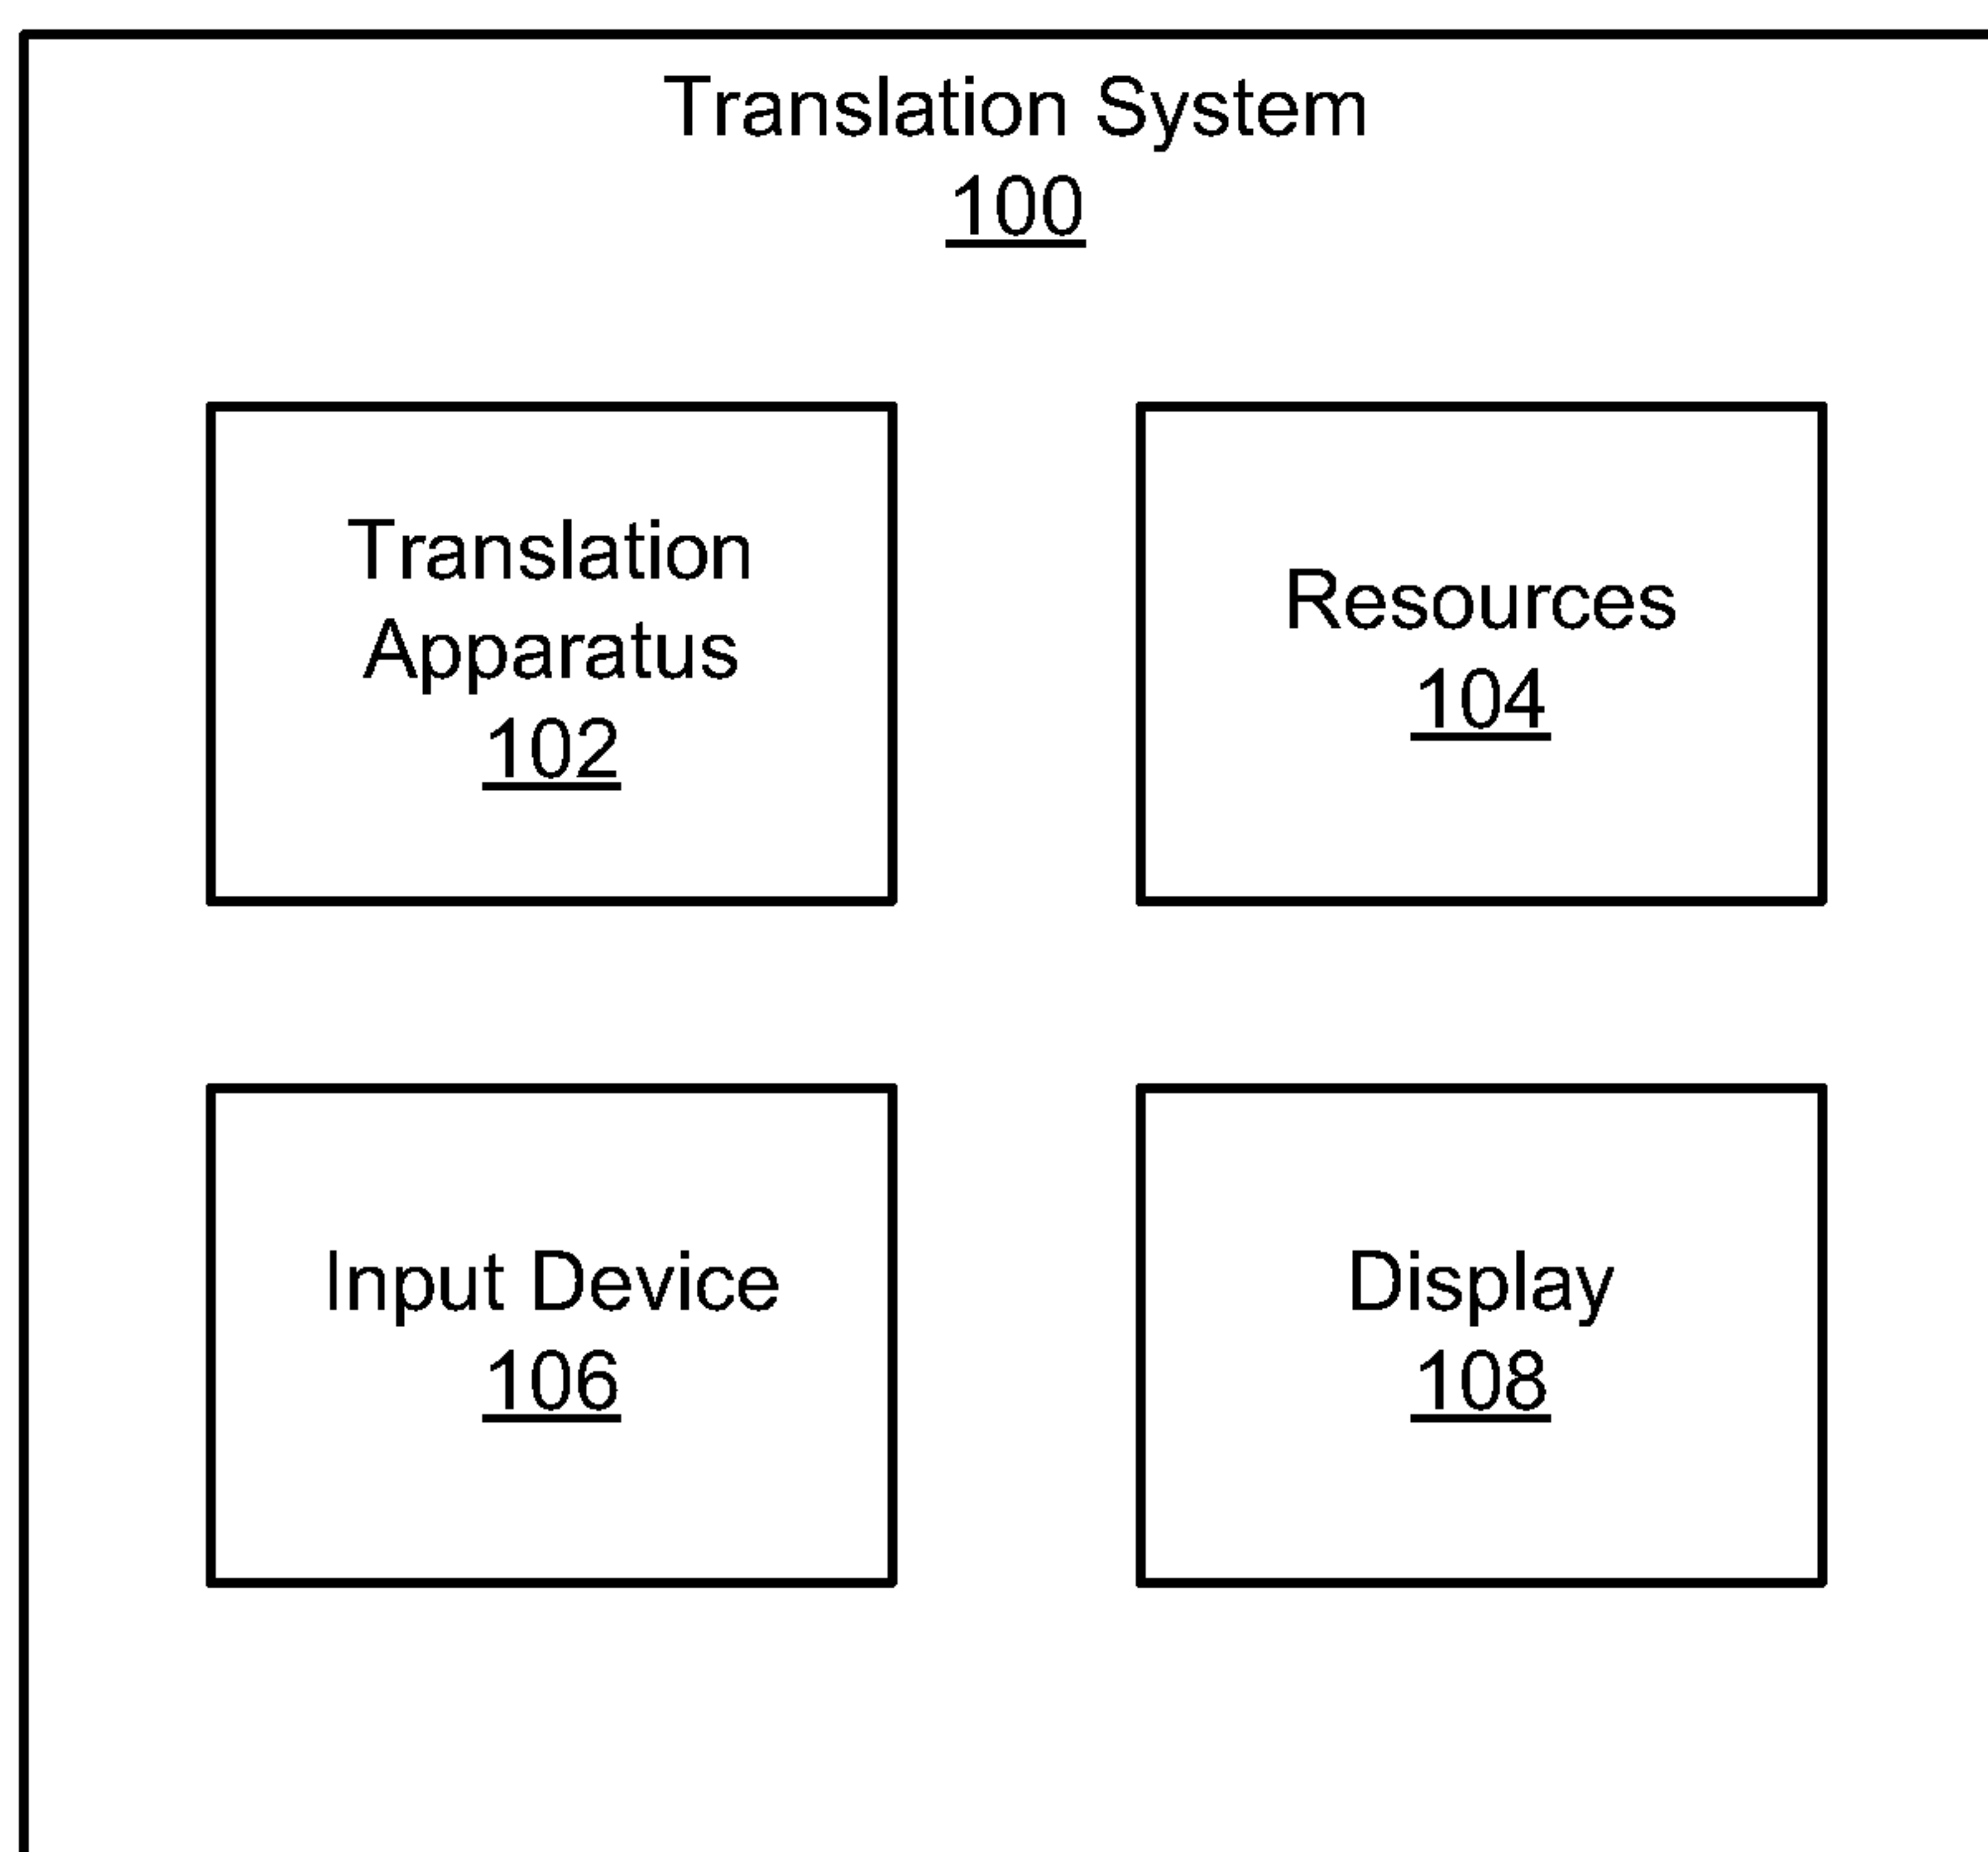 Translation System
100
Translation
Apparatus
102
Resources
104
Input Device
106
Display
108